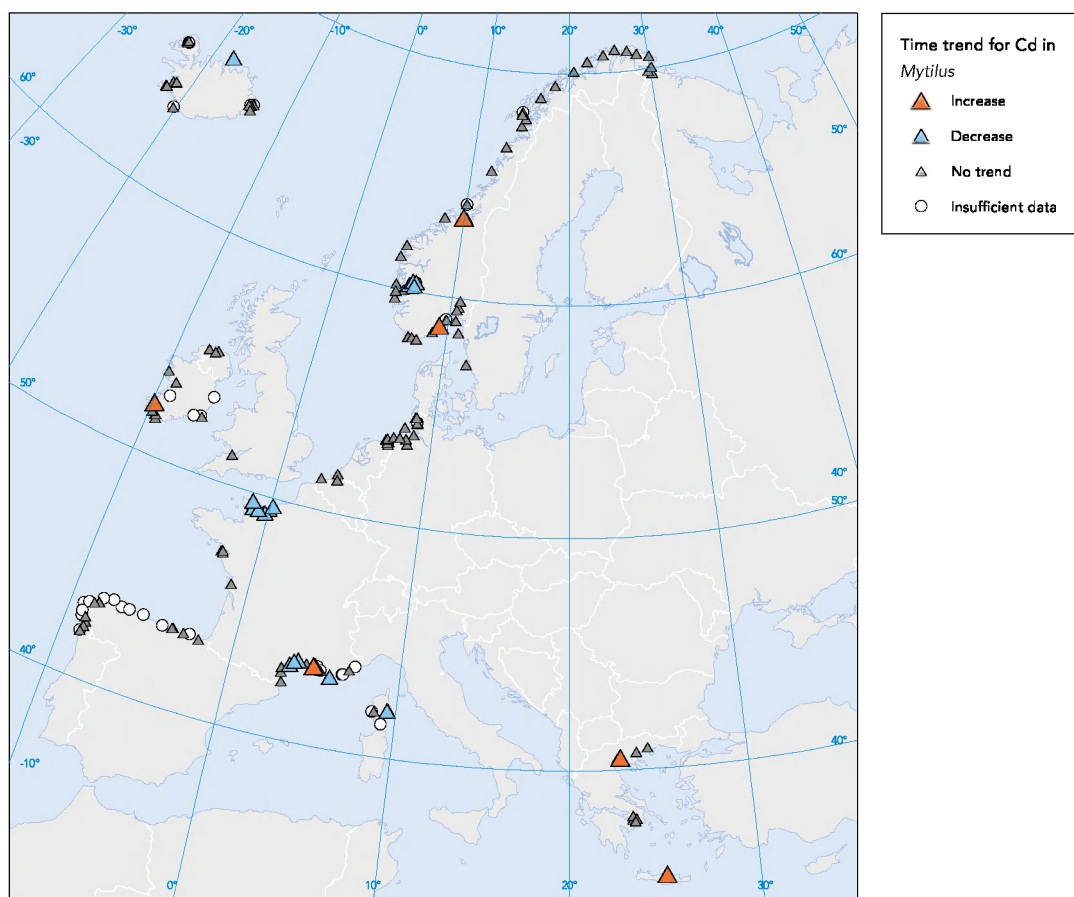 -30° -20° -10° 0° 10° 20° 30° 40° 50°
60°
-30°
50°
40°
-10°
50°
60°
40°
50°
40°
0° 10° 20° 30°
Time trend for Cd in
Mytilus
Increase
Decrease
No trend
Insufficient data